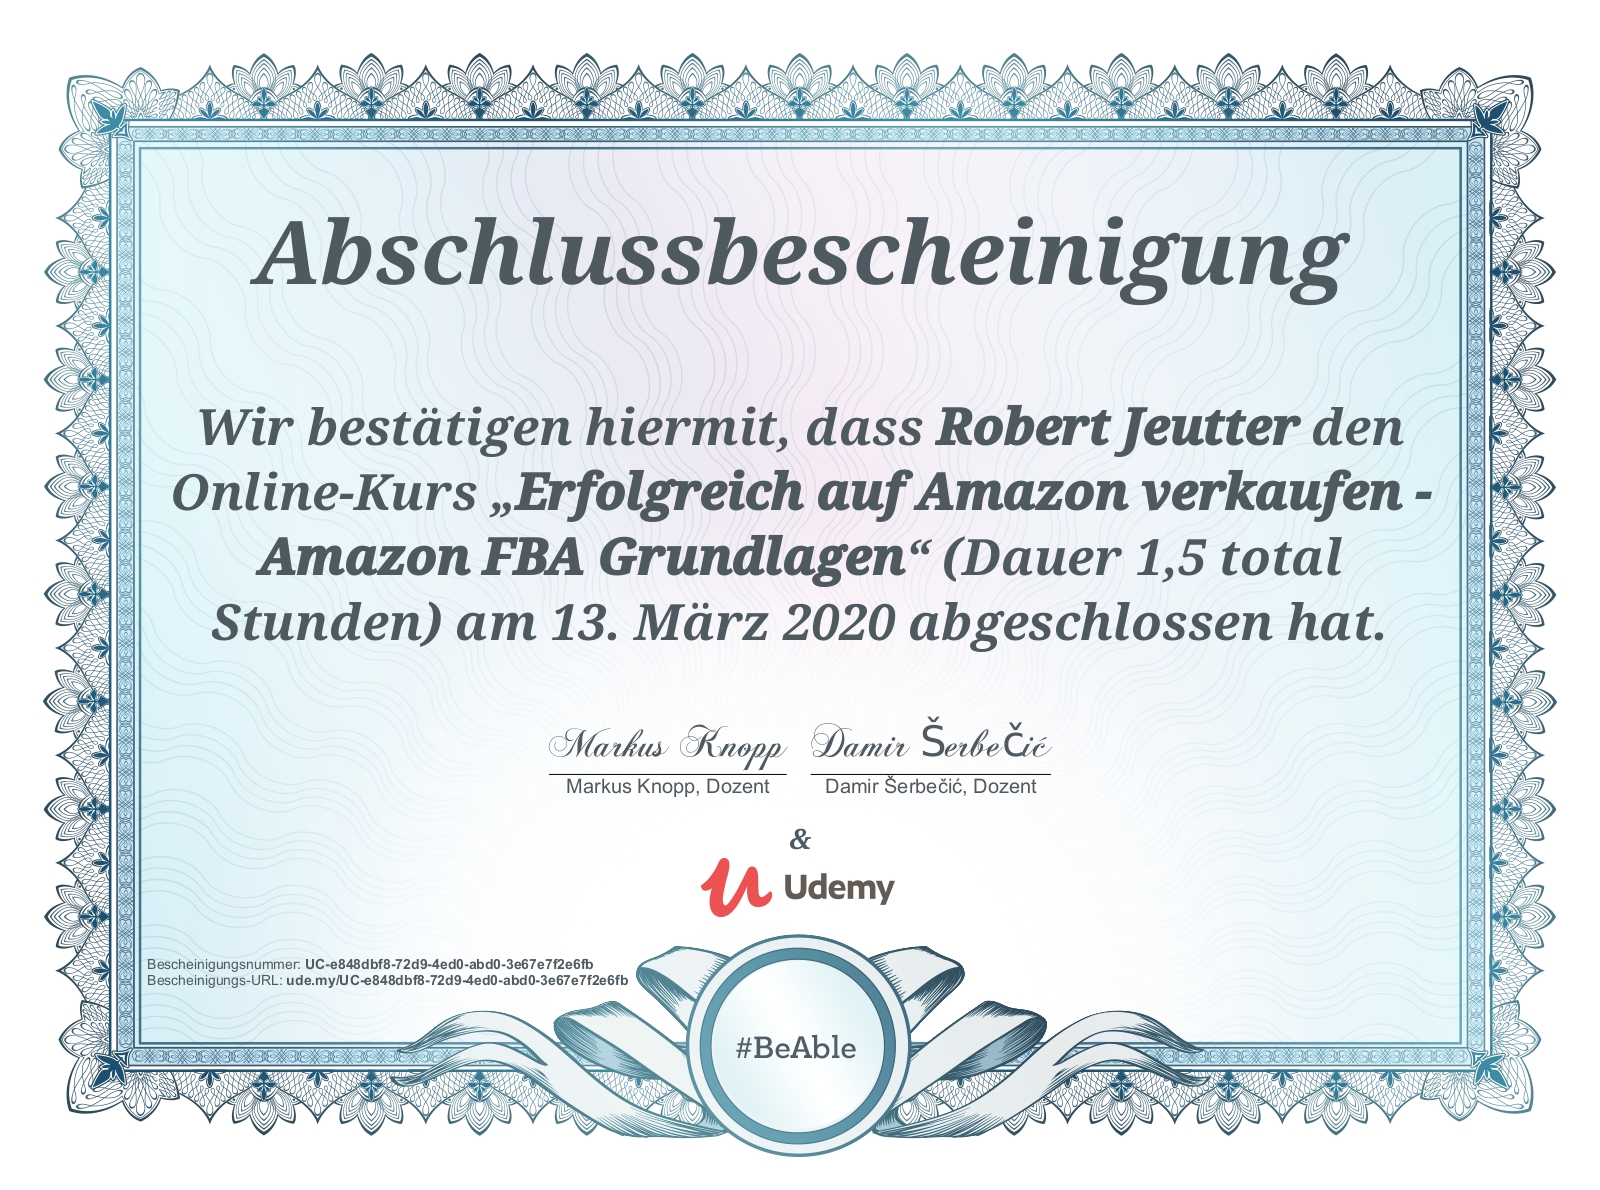 Abschlussbescheinigung
Wir bestätigen hiermit, dass Robert Jeutter den
Online-Kurs „Erfolgreich auf Amazon verkaufen -
Amazon FBA Grundlagen“ (Dauer 1,5 total
Stunden) am 13. März 2020 abgeschlossen hat.
Markus Knopp Damir Šerbečić
Markus Knopp, Dozent Damir Šerbečić, Dozent
&
Udemy
Bescheinigungsnummer: UC-e848dbf8-72d9-4ed0-abd0-3e67e7f2e6fb
Bescheinigungs-URL: ude.my/UC-e848dbf8-72d9-4ed0-abd0-3e67e7f2e6fb
#BeAble